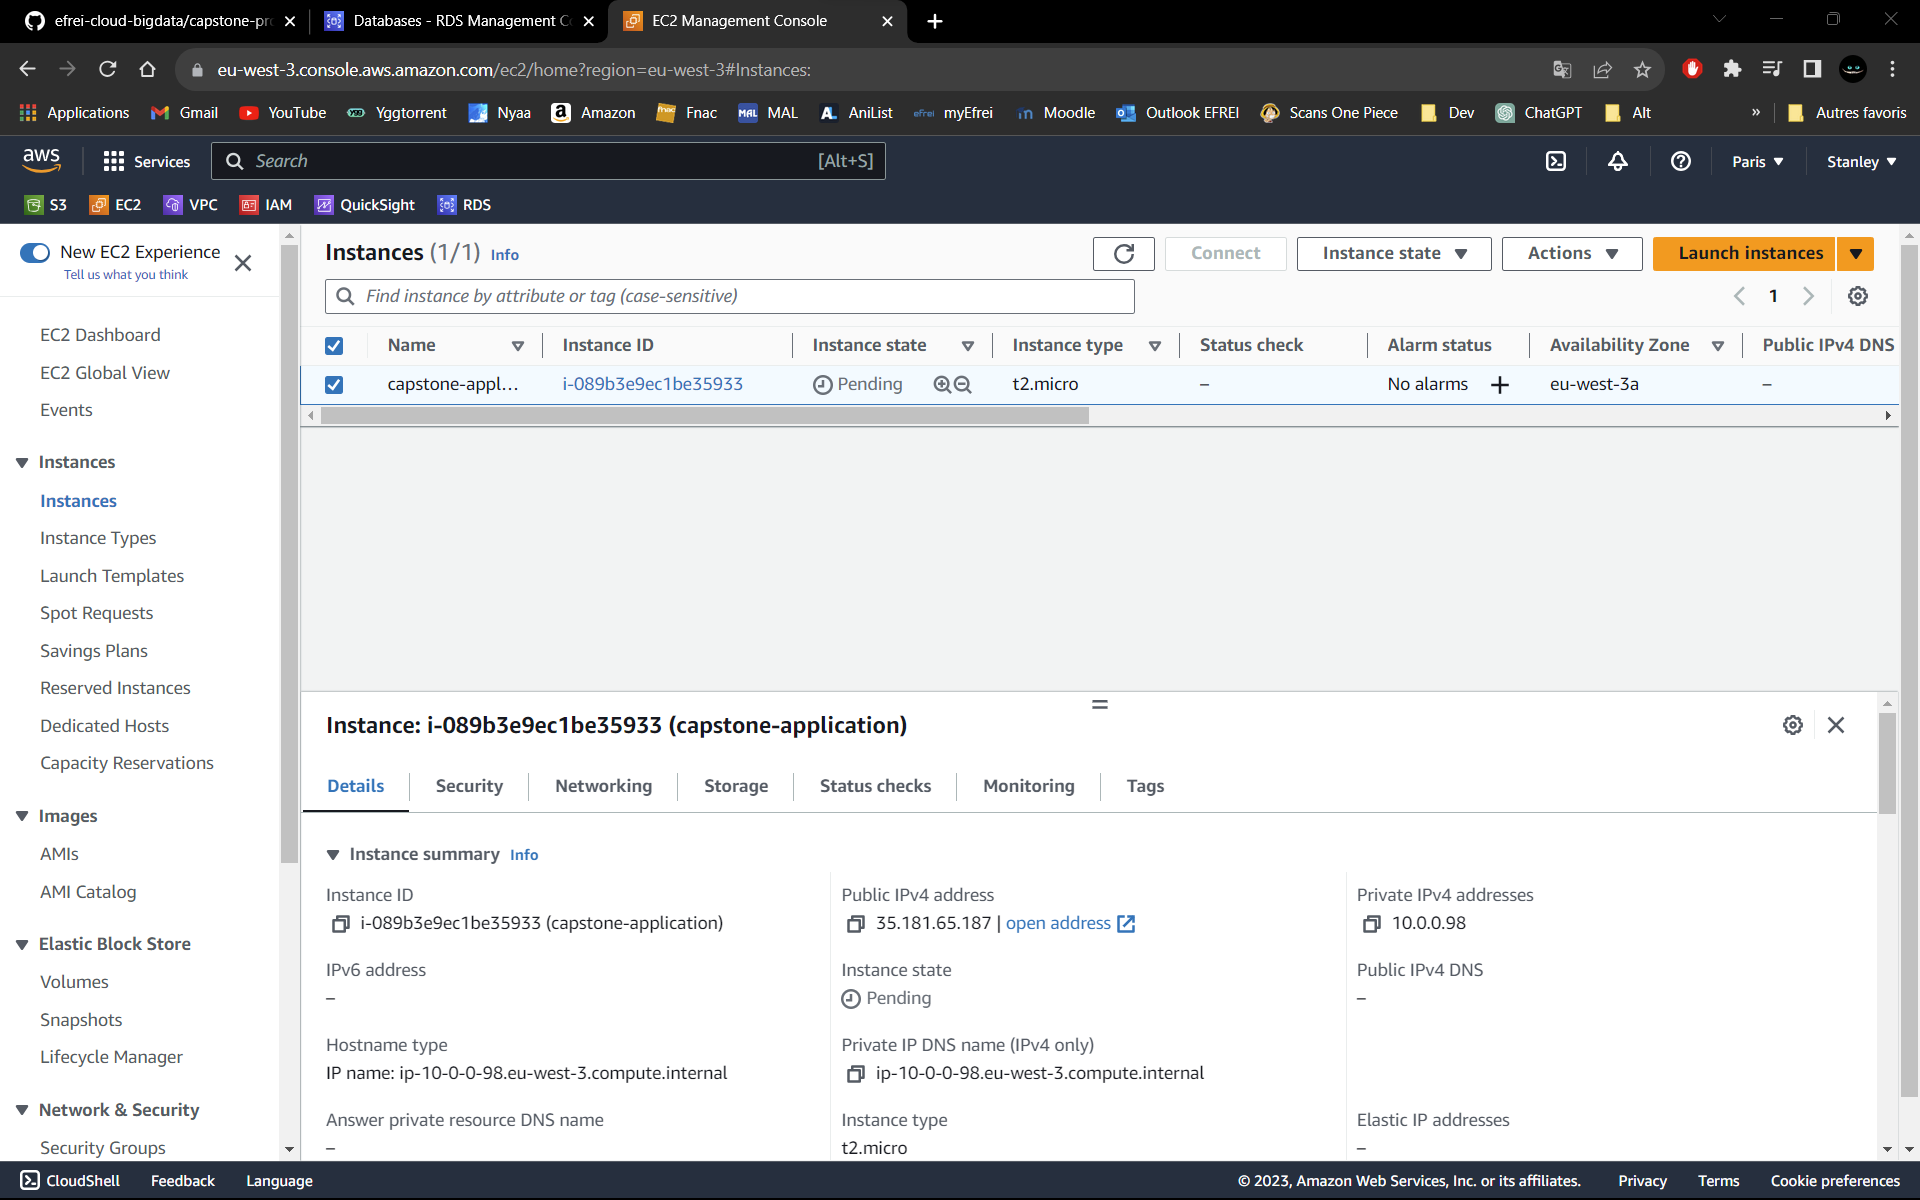 efrei-cloud-bigdata/capstone-pr
Databases - RDS Management C
EC2 Management Console
eu-west-3.console.aws.amazon.com/ec2/home?region=eu-west-3#Instances:
Applications Gmail YouTube Yggtorrent Nyaa Amazon Fnac MAL AniList myEfrei Moodle Outlook EFREI Scans One Piece Dev ChatGPT Alt » Autres favoris
aws Services Search [Alt+S] Paris Stanley
S3 EC2 VPC IAM QuickSight RDS
New EC2 Experience
Tell us what you think
EC2 Dashboard
EC2 Global View
Events
Instances
Instances
Instance Types
Launch Templates
Spot Requests
Savings Plans
Reserved Instances
Dedicated Hosts
Capacity Reservations
Images
AMIs
AMI Catalog
Elastic Block Store
Volumes
Snapshots
Lifecycle Manager
Network & Security
Security Groups
Instances (1/1) Info
Connect Instance state Actions Launch instances
Find instance by attribute or tag (case-sensitive)
1
Name Instance ID Instance state Instance type Status check Alarm status Availability Zone Public IPv4 DNS
capstone-appl... i-089b3e9ec1be35933 Pending t2.micro – No alarms + eu-west-3a –
Instance: i-089b3e9ec1be35933 (capstone-application)
Details Security Networking Storage Status checks Monitoring Tags
Instance summary Info
Instance ID
i-089b3e9ec1be35933 (capstone-application)
Public IPv4 address
35.181.65.187 | open address
Private IPv4 addresses
10.0.0.98
IPv6 address
–
Instance state
Pending
Public IPv4 DNS
–
Hostname type
IP name: ip-10-0-0-98.eu-west-3.compute.internal
Private IP DNS name (IPv4 only)
ip-10-0-0-98.eu-west-3.compute.internal
Answer private resource DNS name
–
Instance type
t2.micro
Elastic IP addresses
–
CloudShell Feedback Language © 2023, Amazon Web Services, Inc. or its affiliates. Privacy Terms Cookie preferences